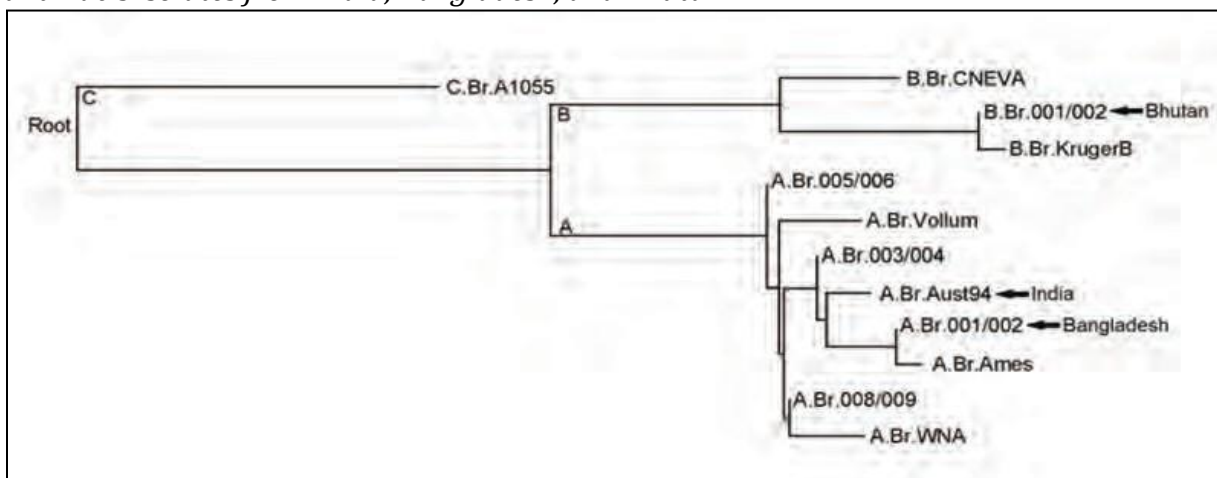 C.Br.A1055
C
Root
B.Br.CNEVA
B
B.Br.001/002 Bhutan
B.Br.KrugerB
A.Br.005/006
A.Br.Vollum
A
A.Br.003/004
A.Br.Aust94 India
A.Br.001/002 Bangladesh
A.Br.Ames
A.Br.008/009
A.Br.WNA